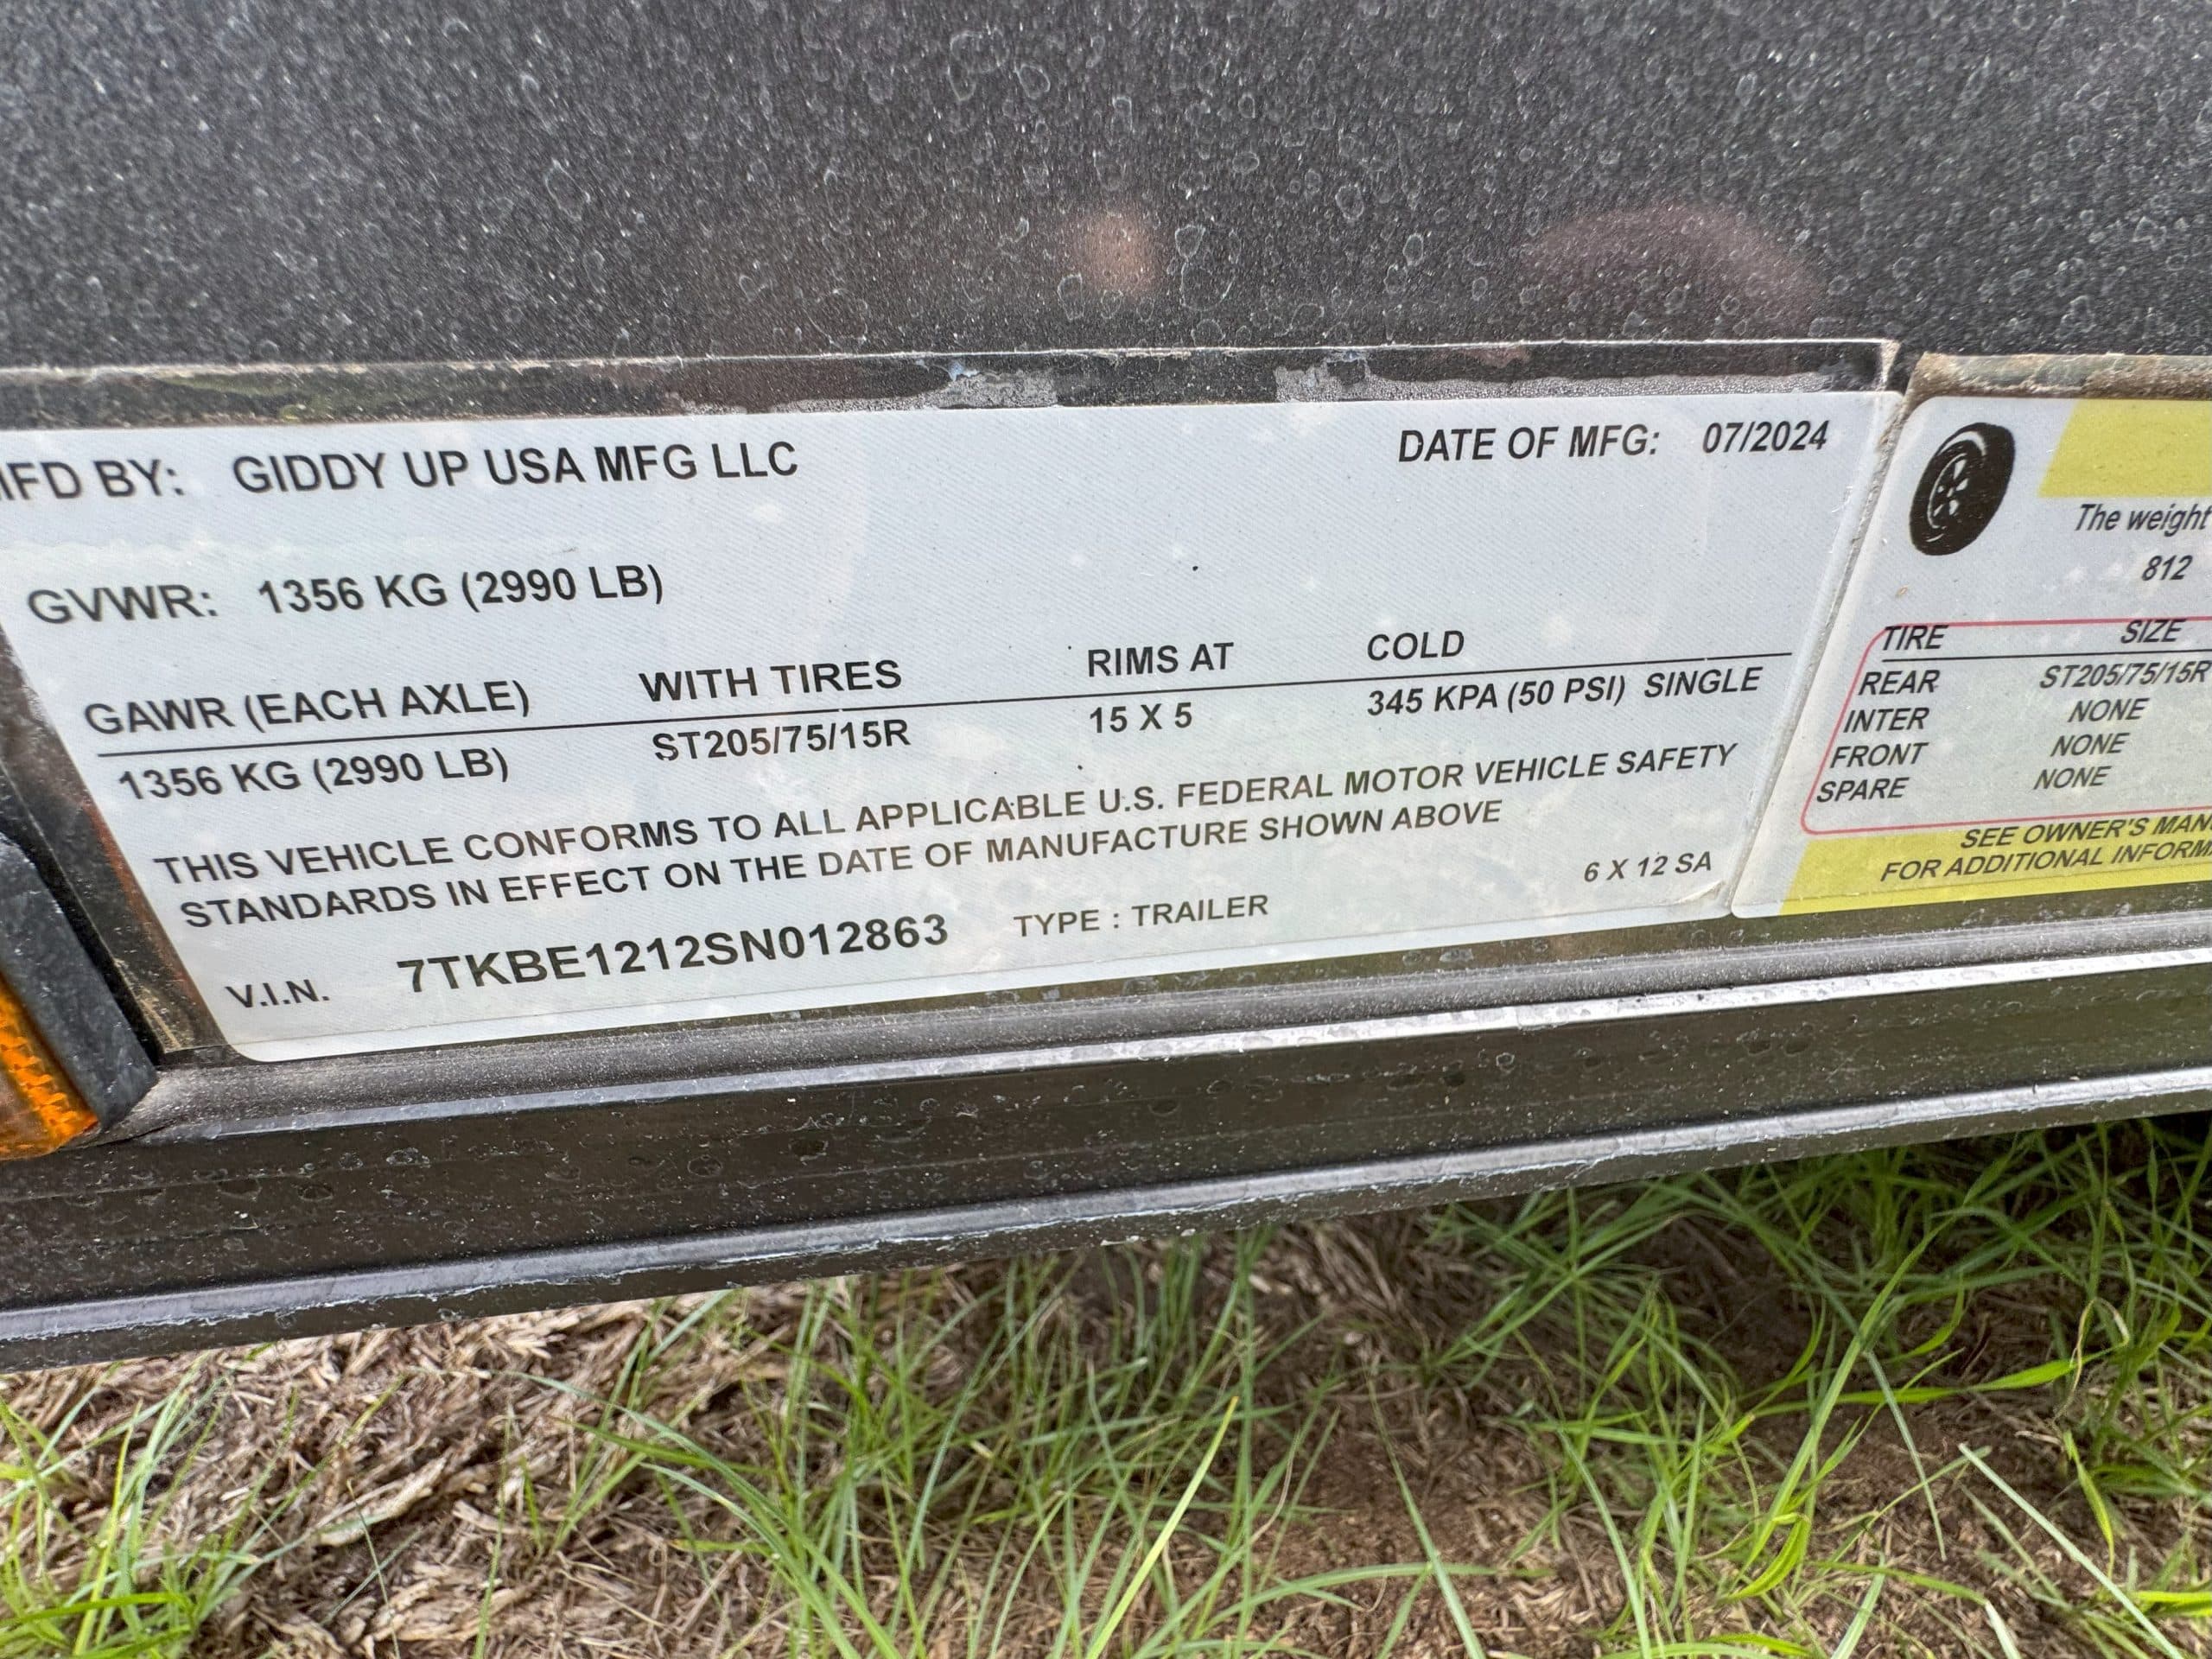 MFD BY: GIDDY UP USA MFG LLC DATE OF MFG: 07/2024
GVWR: 1356 KG (2990 LB)
GAWR (EACH AXLE) WITH TIRES RIMS AT COLD
1356 KG (2990 LB) ST205/75/15R 15 X 5 345 KPA (50 PSI) SINGLE
THIS VEHICLE CONFORMS TO ALL APPLICABLE U.S. FEDERAL MOTOR VEHICLE SAFETY
STANDARDS IN EFFECT ON THE DATE OF MANUFACTURE SHOWN ABOVE
6 X 12 SA
V.I.N. 7TKBE1212SN012863 TYPE : TRAILER
The weight
812
TIRE SIZE
REAR ST205/75/15R
INTER NONE
FRONT NONE
SPARE NONE
SEE OWNER'S
FOR ADDITIONAL